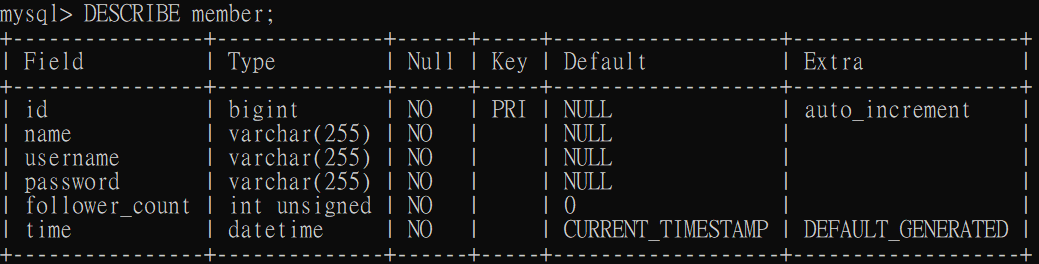 mysql> DESCRIBE member;
+----------------+--------------+------+-----+-------------------+-------------------+
| Field          | Type         | Null | Key | Default           | Extra             |
+----------------+--------------+------+-----+-------------------+-------------------+
| id             | bigint       | NO   | PRI | NULL              | auto_increment    |
| name           | varchar(255) | NO   |     | NULL              |                   |
| username       | varchar(255) | NO   |     | NULL              |                   |
| password       | varchar(255) | NO   |     | NULL              |                   |
| follower_count | int unsigned | NO   |     | 0                 |                   |
| time           | datetime     | NO   |     | CURRENT_TIMESTAMP | DEFAULT_GENERATED |
+----------------+--------------+------+-----+-------------------+-------------------+